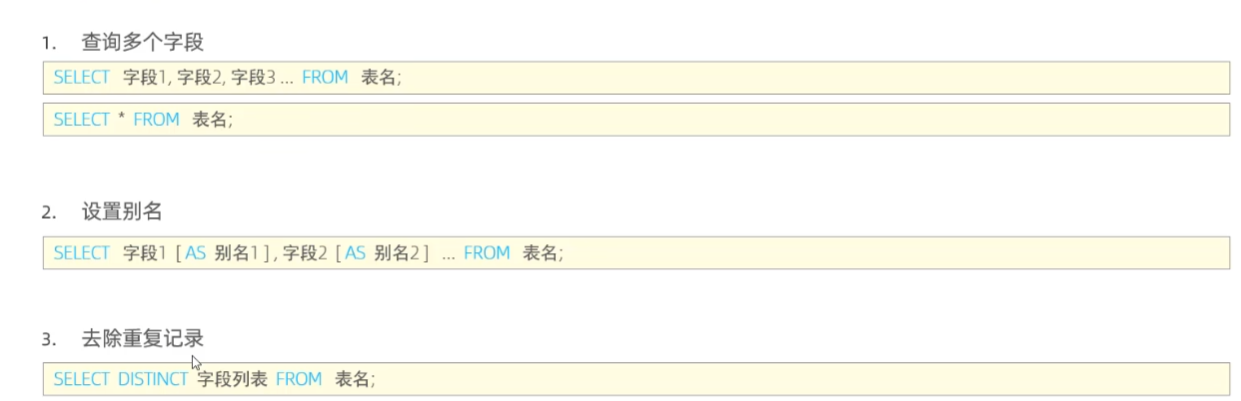 1. 查询多个字段
SELECT 字段1, 字段2, 字段3 ... FROM 表名;
SELECT * FROM 表名;
2. 设置别名
SELECT 字段1 [ AS 别名1 ] , 字段2 [ AS 别名2 ] ... FROM 表名;
3. 去除重复记录
SELECT DISTINCT 字段列表 FROM 表名;